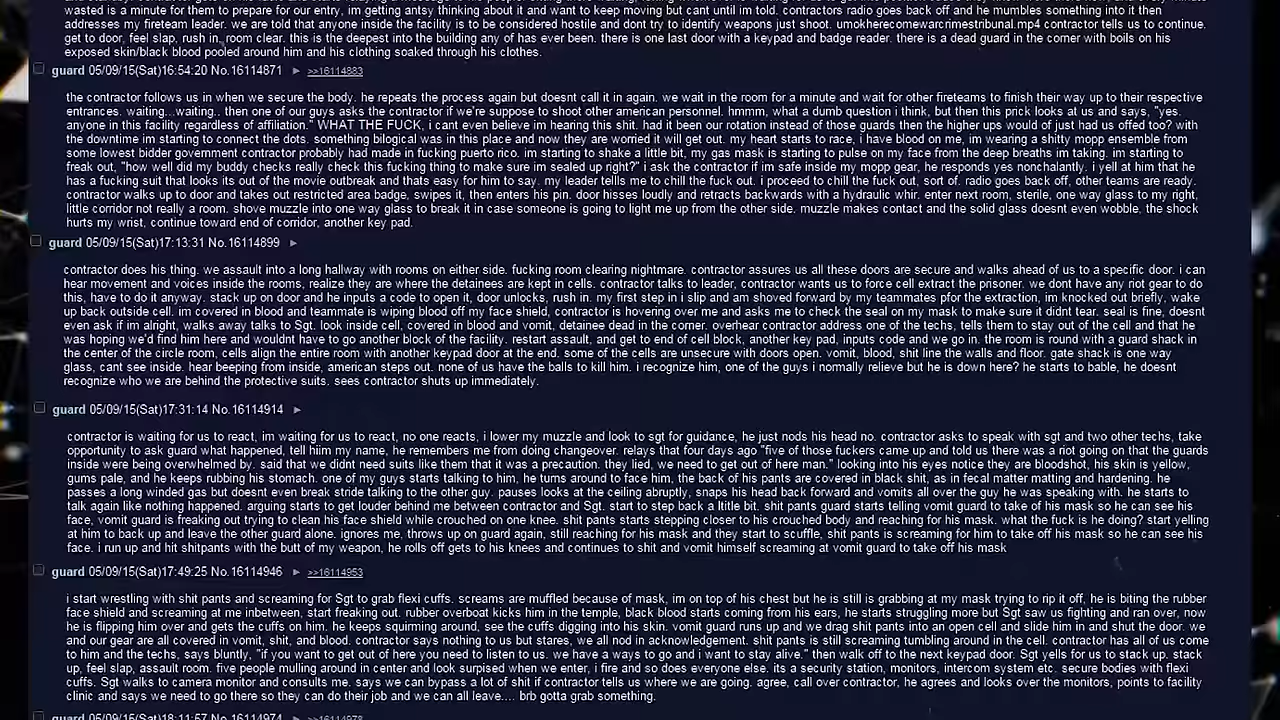 wasted is a minute for them to prepare for our entry, im getting antsy thinking about it and want to keep moving but cant until im told. contractors radio goes back off and he mumbles something into it then
addresses my fireteam leader. we are told that anyone inside the facility is to be considered hostile and dont try to identify weapons just shoot. umokherecomewarcrimestribunal.mp4 contractor tells us to continue.
get to door, feel slap, rush in, room clear. this is the deepest into the building any of has ever been. there is one last door with a keypad and badge reader. there is a dead guard in the corner with boils on his
exposed skin/black blood pooled around him and his clothing soaked through his clothes.
guard 05/09/15(Sat)16:54:20 No.16114871 ► >>16114883
the contractor follows us in when we secure the body. he repeats the process again but doesnt call it in again. we wait in the room for a minute and wait for other fireteams to finish their way up to their respective
entrances. waiting...waiting.. then one of our guys asks the contractor if we're suppose to shoot other american personnel. hmmm, what a dumb question i think, but then this prick looks at us and says, "yes.
anyone in this facility regardless of affiliation." WHAT THE FUCK, i cant even believe im hearing this shit. had it been our rotation instead of those guards then the higher ups would of just had us offed too? with
the downtime im starting to connect the dots. something bilogical was in this place and now they are worried it will get out. my heart starts to race, i have blood on me, im wearing a shitty mopp ensemble from
some lowest bidder government contractor probably had made in fucking puerto rico. im starting to shake a little bit, my gas mask is starting to pulse on my face from the deep breaths im taking. im starting to
freak out, "how well did my buddy checks really check this fucking thing to make sure im sealed up right?" i ask the contractor if im safe inside my mopp gear, he responds yes nonchalantly. i yell at him that he
has a fucking suit that looks its out of the movie outbreak and thats easy for him to say. my leader tells me to chill the fuck out. i proceed to chill the fuck out, sort of. radio goes back off, other teams are ready.
contractor walks up to door and takes out restricted area badge, swipes it, then enters his pin. door hisses loudly and retracts backwards with a hydraulic whir. enter next room, sterile, one way glass to my right,
little corridor not really a room. shove muzzle into one way glass to break it in case someone is going to light me up from the other side. muzzle makes contact and the solid glass doesnt even wobble, the shock
hurts my wrist, continue toward end of corridor, another key pad.
guard 05/09/15(Sat)17:13:31 No.16114899 ►
contractor does his thing. we assault into a long hallway with rooms on either side. fucking room clearing nightmare. contractor assures us all these doors are secure and walks ahead of us to a specific door. i can
hear movement and voices inside the rooms, realize they are where the detainees are kept in cells. contractor talks to leader, contractor wants us to force cell extract the prisoner. we dont have any riot gear to do
this, have to do it anyway. stack up on door and he inputs a code to open it, door unlocks, rush in. my first step in i slip and am shoved forward by my teammates pfor the extraction, im knocked out briefly, wake
up back outside cell. im covered in blood and teammate is wiping blood off my face shield, contractor is hovering over me and asks me to check the seal on my mask to make sure it didnt tear. seal is fine, doesnt
even ask if im alright, walks away talks to Sgt. look inside cell, covered in blood and vomit, detainee dead in the corner. overhear contractor address one of the techs, tells them to stay out of the cell and that he
was hoping we'd find him here and wouldnt have to go another block of the facility. restart assault, and get to end of cell block, another key pad, inputs code and we go in. the room is round with a guard shack in
the center of the circle room, cells align the entire room with another keypad door at the end. some of the cells are unsecure with doors open. vomit, blood, shit line the walls and floor. gate shack is one way
glass, cant see inside. hear beeping from inside, american steps out. none of us have the balls to kill him. i recognize him, one of the guys i normally relieve but he is down here? he starts to bable, he doesnt
recognize who we are behind the protective suits. sees contractor shuts up immediately.
guard 05/09/15(Sat)17:31:14 No.16114914 ►
contractor is waiting for us to react, im waiting for us to react, no one reacts, i lower my muzzle and look to sgt for guidance, he just nods his head no. contractor asks to speak with sgt and two other techs, take
opportunity to ask guard what happened, tell hiim my name, he remembers me from doing changeover. relays that four days ago "five of those fuckers came up and told us there was a riot going on that the guards
inside were being overwhelmed by. said that we didnt need suits like them that it was a precaution. they lied, we need to get out of here man." looking into his eyes notice they are bloodshot, his skin is yellow,
gums pale, and he keeps rubbing his stomach. one of my guys starts talking to him, he turns around to face him, the back of his pants are covered in black shit, as in fecal matter matting and hardening. he
passes a long winded gas but doesnt even break stride talking to the other guy. pauses looks at the ceiling abruptly, snaps his head back forward and vomits all over the guy he was speaking with. he starts to
talk again like nothing happened. arguing starts to get louder behind me between contractor and Sgt. start to step back a ltitle bit. shit pants guard starts telling vomit guard to take of his mask so he can see his
face, vomit guard is freaking out trying to clean his face shield while crouched on one knee. shit pants starts stepping closer to his crouched body and reaching for his mask. what the fuck is he doing? start yelling
at him to back up and leave the other guard alone. ignores me. throws up on guard again, still reaching for his mask and they start to scuffle, shit pants is screaming for him to take off his mask so he can see his
face. i run up and hit shitpants with the butt of my weapon, he rolls off gets to his knees and continues to shit and vomit himself screaming at vomit guard to take off his mask
guard 05/09/15(Sat)17:49:25 No.16114946 ► >>16114953
i start wrestling with shit pants and screaming for Sgt to grab flexi cuffs. screams are muffled because of mask, im on top of his chest but he is still is grabbing at my mask trying to rip it off, he is biting the rubber
face shield and screaming at me inbetween, start freaking out. rubber overboat kicks him in the temple, black blood starts coming from his ears, he starts struggling more but Sgt saw us fighting and ran over, now
he is flipping him over and gets the cuffs on him. he keeps squirming around, see the cuffs digging into his skin. vomit guard runs up and we drag shit pants into an open cell and slide him in and shut the door. we
and our gear are all covered in vomit, shit, and blood. contractor says nothing to us but stares, we all nod in acknowledgement. shit pants is still screaming tumbling around in the cell. contractor has all of us come
to him and the techs, says bluntly, "if you want to get out of here you need to listen to us. we have a ways to go and i want to stay alive." then walk off to the next keypad door. Sgt yells for us to stack up. stack
up, feel slap, assault room. five people mulling around in center and look surpised when we enter, i fire and so does everyone else. its a security station, monitors, intercom system etc. secure bodies with flexi
cuffs. Sgt walks to camera monitor and consults me. says we can bypass a lot of shit if contractor tells us where we are going. agree, call over contractor, he agrees and looks over the monitors, points to facility
clinic and says we need to go there so they can do their job and we can all leave.... brb gotta grab something.
guard 05/09/15(Sat)18:11:57 No.16114974 ► >>16114978